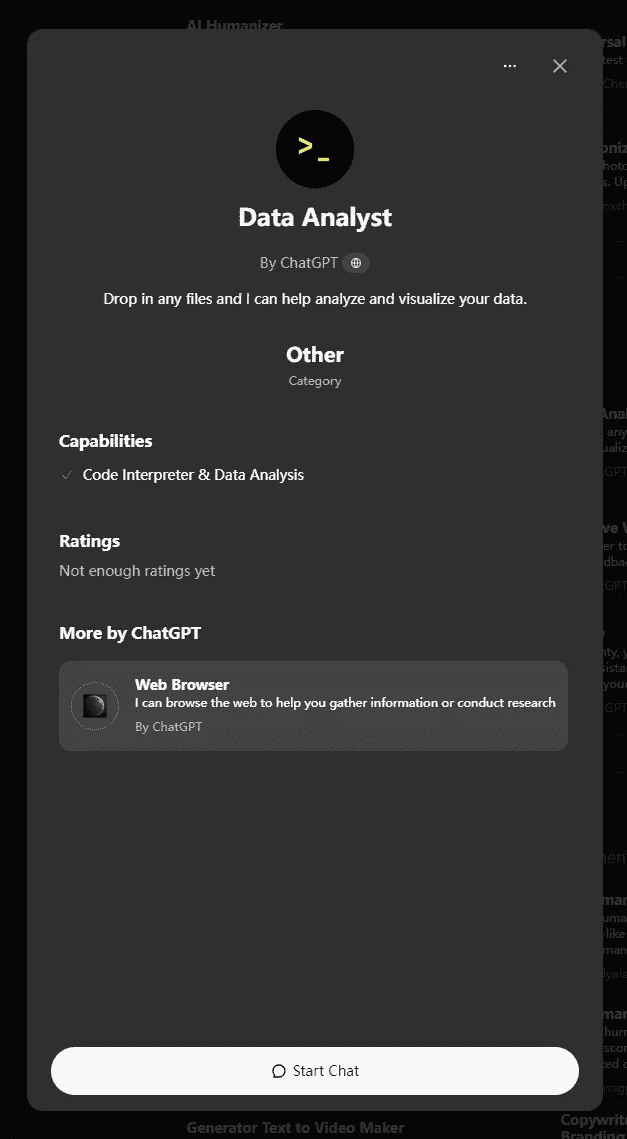 AI Humanizer
Data Analyst
By ChatGPT
Drop in any files and I can help analyze and visualize your data.
Other
Category
Capabilities
Code Interpreter & Data Analysis
Ratings
Not enough ratings yet
More by ChatGPT
Web Browser
I can browse the web to help you gather information or conduct research
By ChatGPT
Start Chat
Generator Text to Video Maker